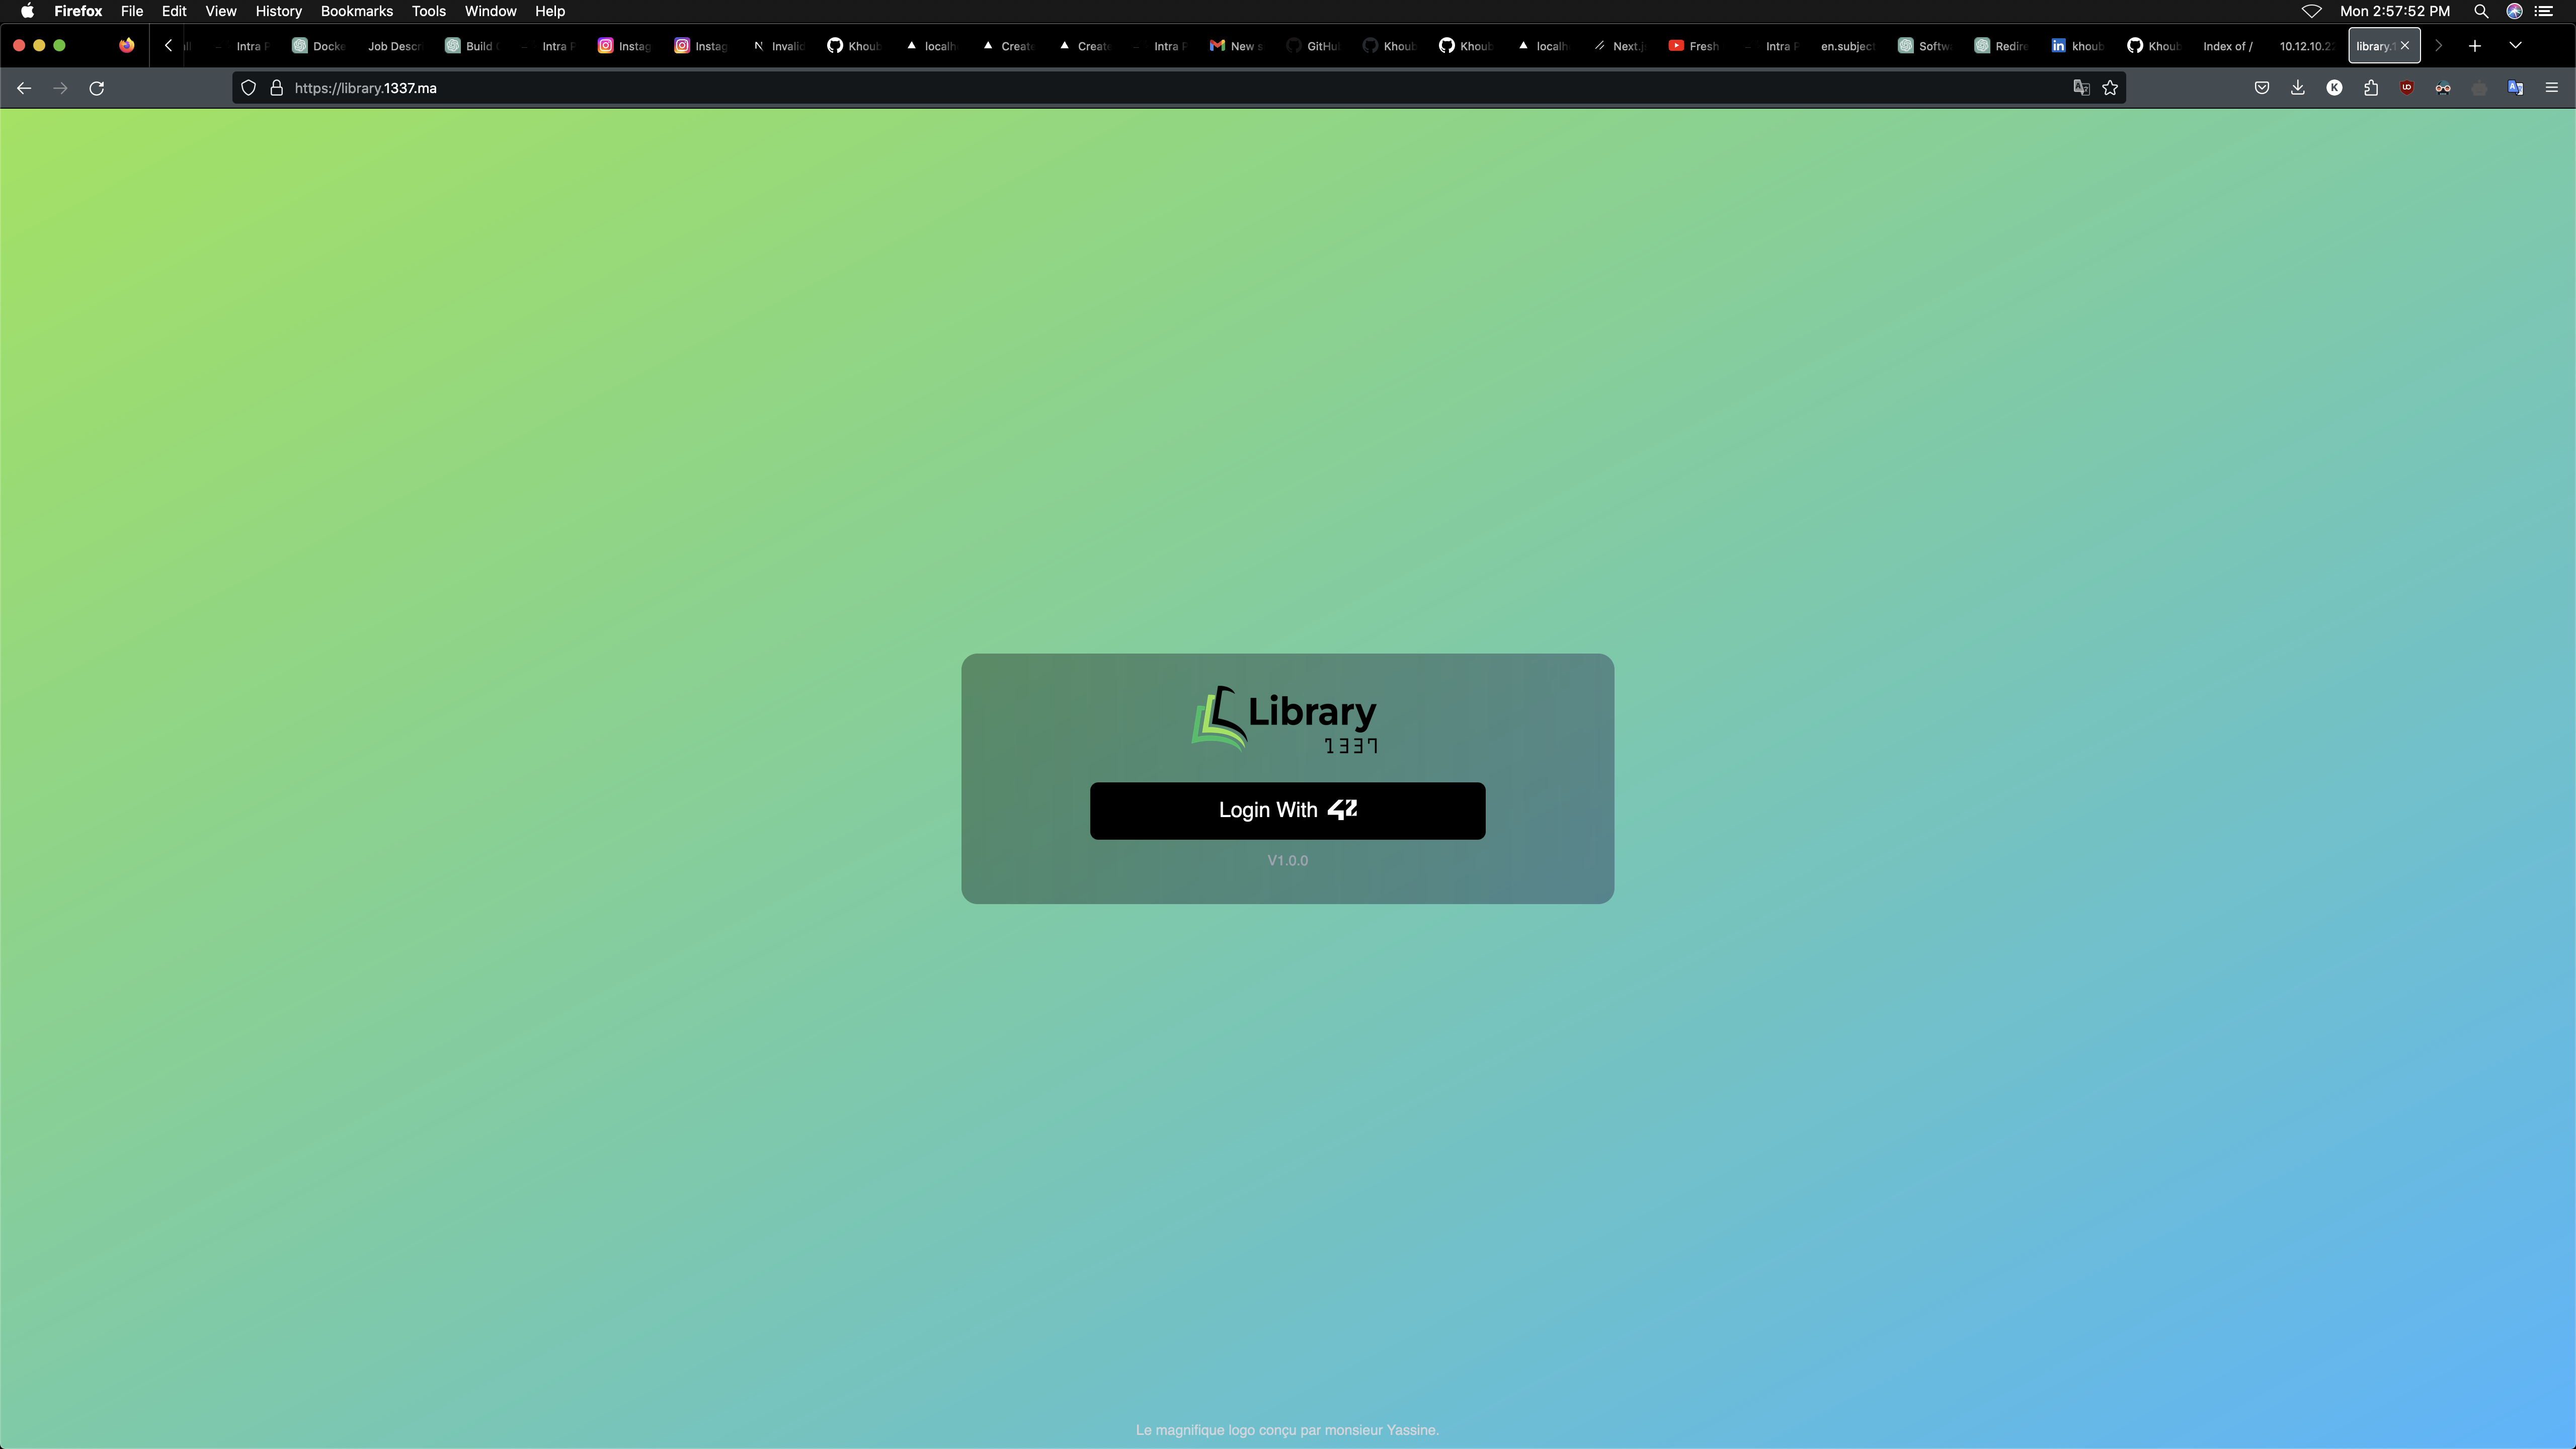 Firefox File Edit View History Bookmarks Tools Window Help Mon 2:57:52 PM
Intra Docke Job Descr Build Intra Instag Instag Invalid Khoub localh Create Create Intra New s GitHu Khoub Khoub localh Next.j Fresh Intra en.subject Softw Redire khoub Khoub Index of / 10.12.10.2 library.
https://library.1337.ma
Library
1337
Login With 42
V1.0.0
Le magnifique logo conçu par monsieur Yassine.